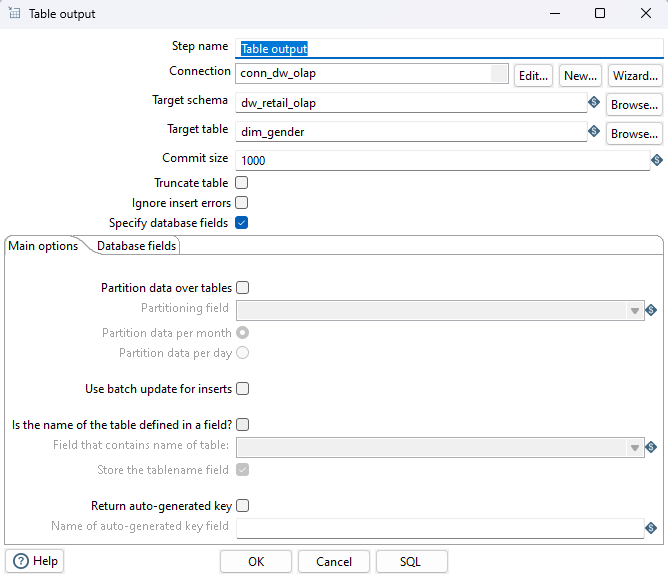 Table output
Step name Table output
Connection conn_dw_olap Edit... New... Wizard...
Target schema dw_retail_olap Browse...
Target table dim_gender Browse...
Commit size 1000
Truncate table
Ignore insert errors
Specify database fields
Main options Database fields
Partition data over tables
Partitioning field
Partition data per month
Partition data per day
Use batch update for inserts
Is the name of the table defined in a field?
Field that contains name of table:
Store the tablename field
Return auto-generated key
Name of auto-generated key field
Help OK Cancel SQL